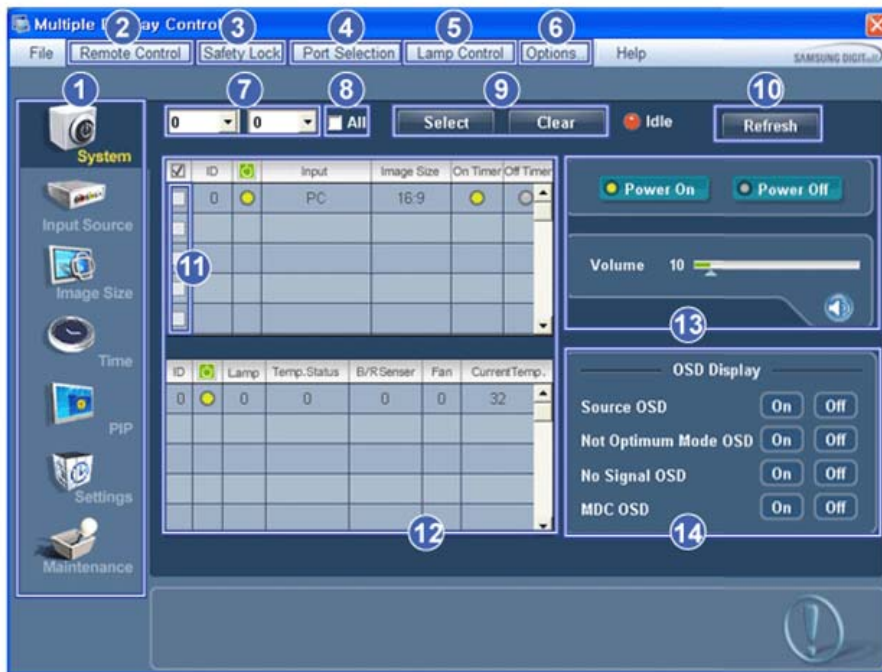 Multiple D ay Contr
2 3 4 5 6
File Remote Control Safety Lock Port Selection Lamp Control Options.. Help SAMSUNG DIGITall
1 7 8 9 10
0 0 All Select Clear Idle Refresh
System
ID Input Image Size On Timer Off Timer
0 PC 16:9
Power On Power Off
Input Source
11
Volume 10
Image Size
13
Time
ID Lamp Temp.Status B/R Senser Fan CurrentTemp.
0 0 0 0 0 32
OSD Display
Source OSD On Off
PIP
Not Optimum Mode OSD On Off
No Signal OSD On Off
Settings
MDC OSD On Off
12 14
Maintenance